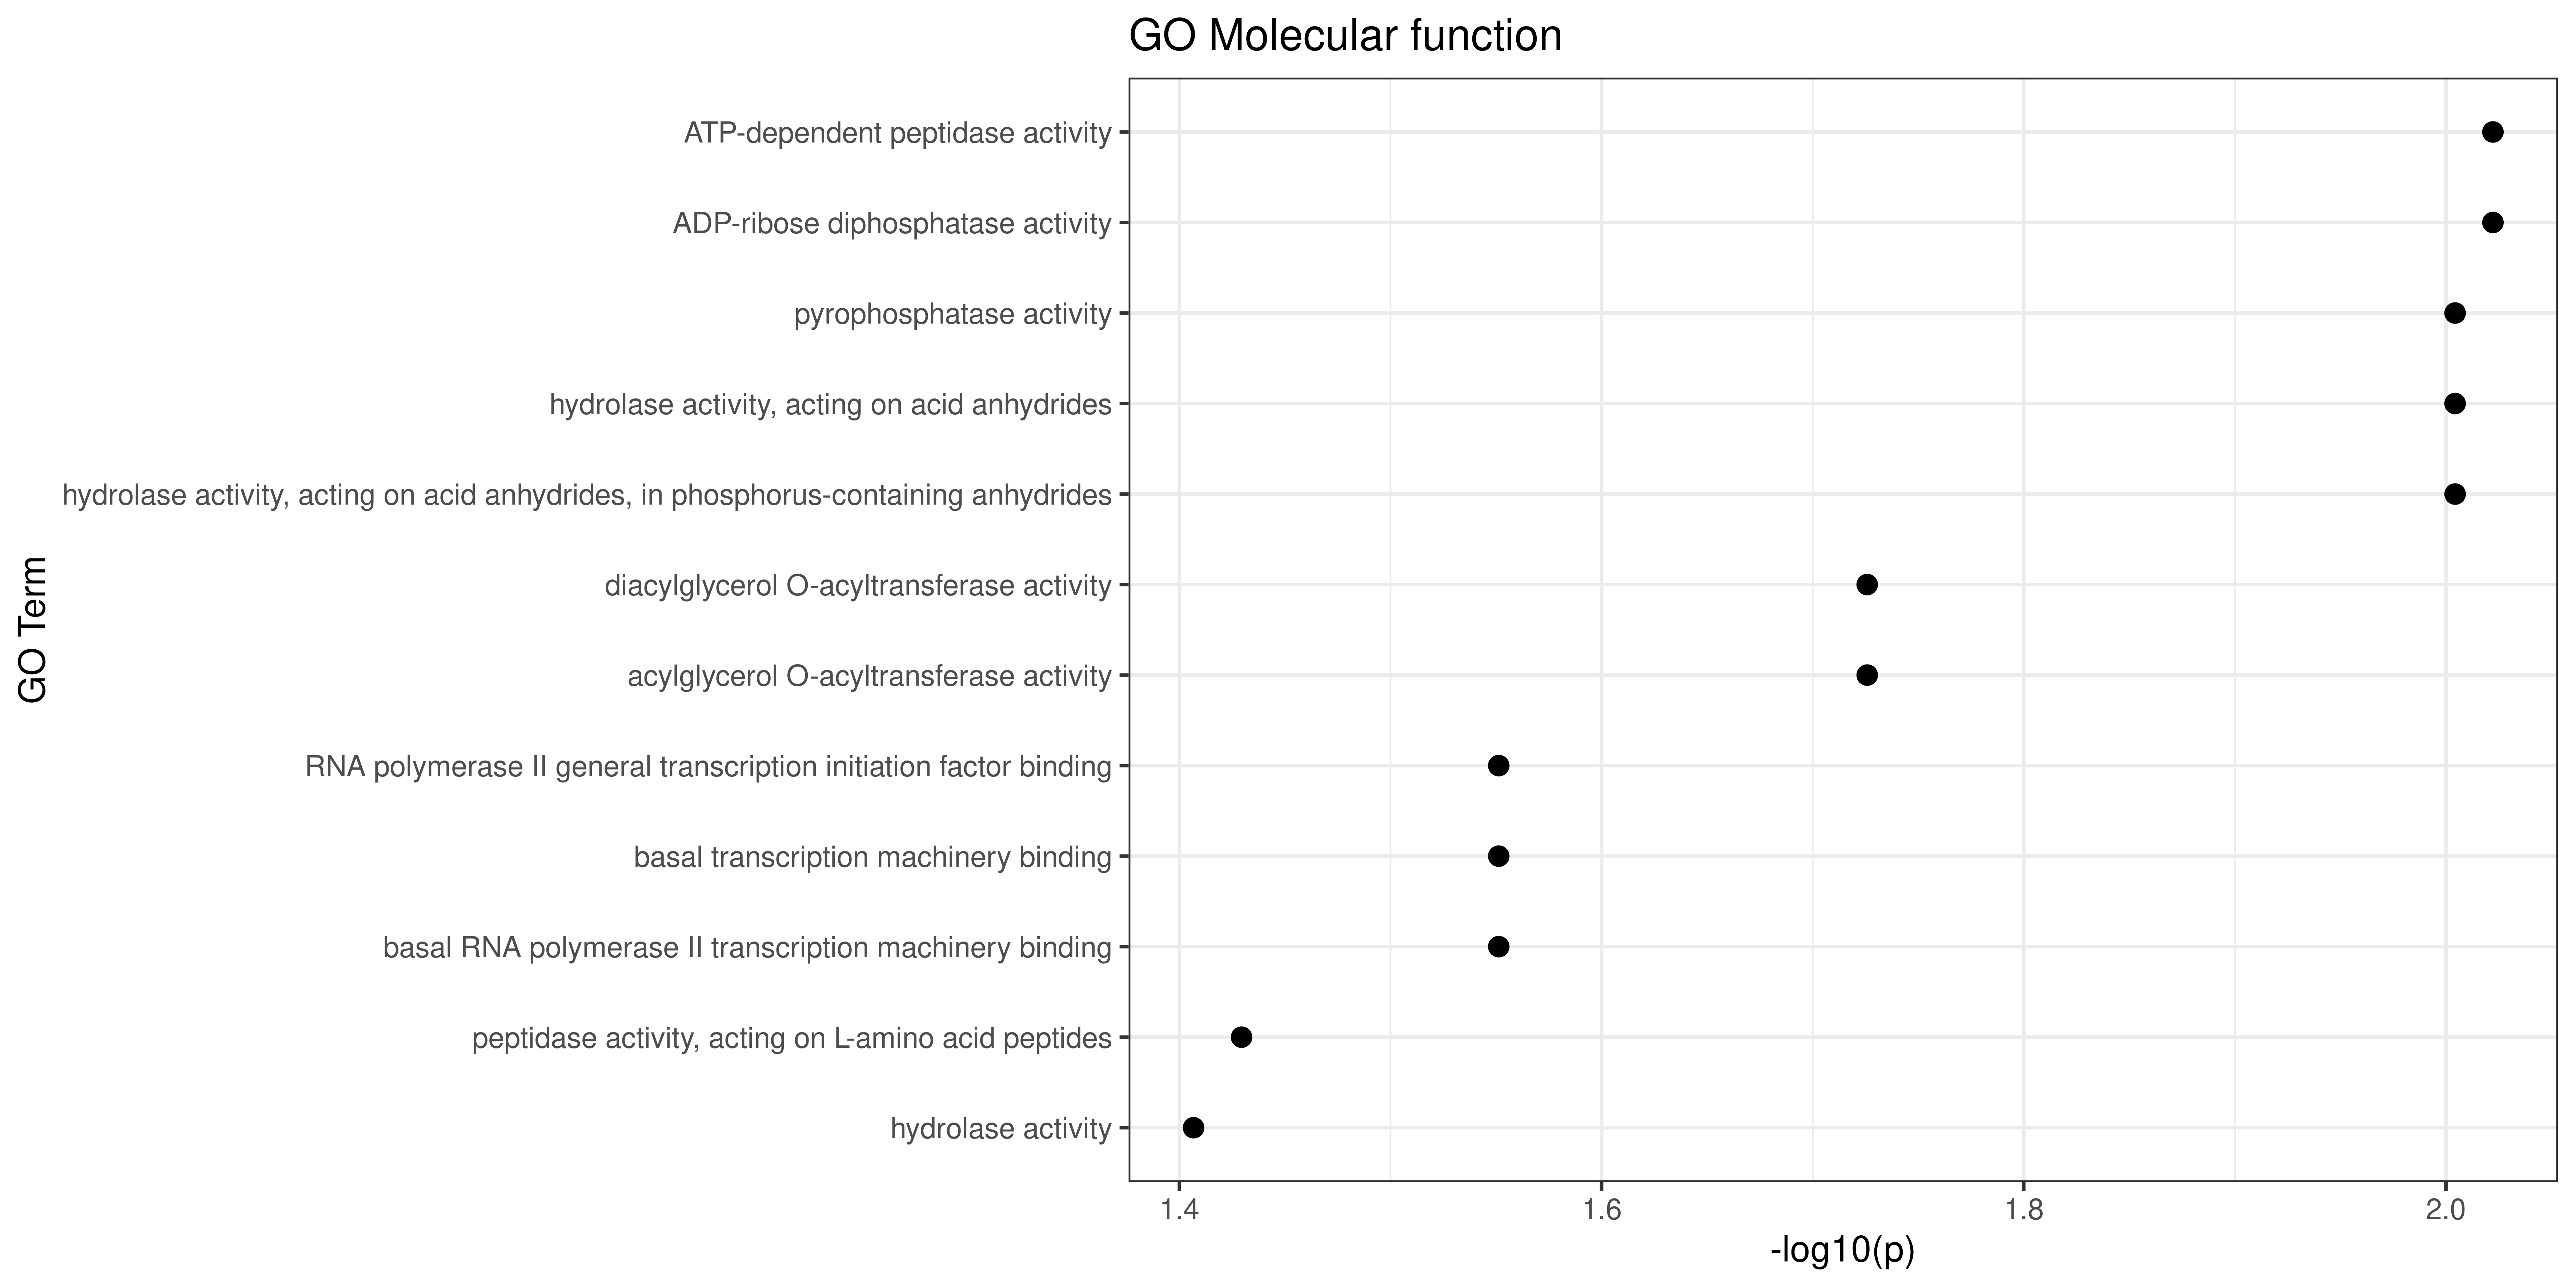 GO Molecular function
ATP-dependent peptidase activity
ADP-ribose diphosphatase activity
pyrophosphatase activity
hydrolase activity, acting on acid anhydrides
hydrolase activity, acting on acid anhydrides, in phosphorus-containing anhydrides
diacylglycerol O-acyltransferase activity
acylglycerol O-acyltransferase activity
RNA polymerase II general transcription initiation factor binding
basal transcription machinery binding
basal RNA polymerase II transcription machinery binding
peptidase activity, acting on L-amino acid peptides
hydrolase activity
GO Term
1.4 1.6 1.8 2.0
-log10(p)